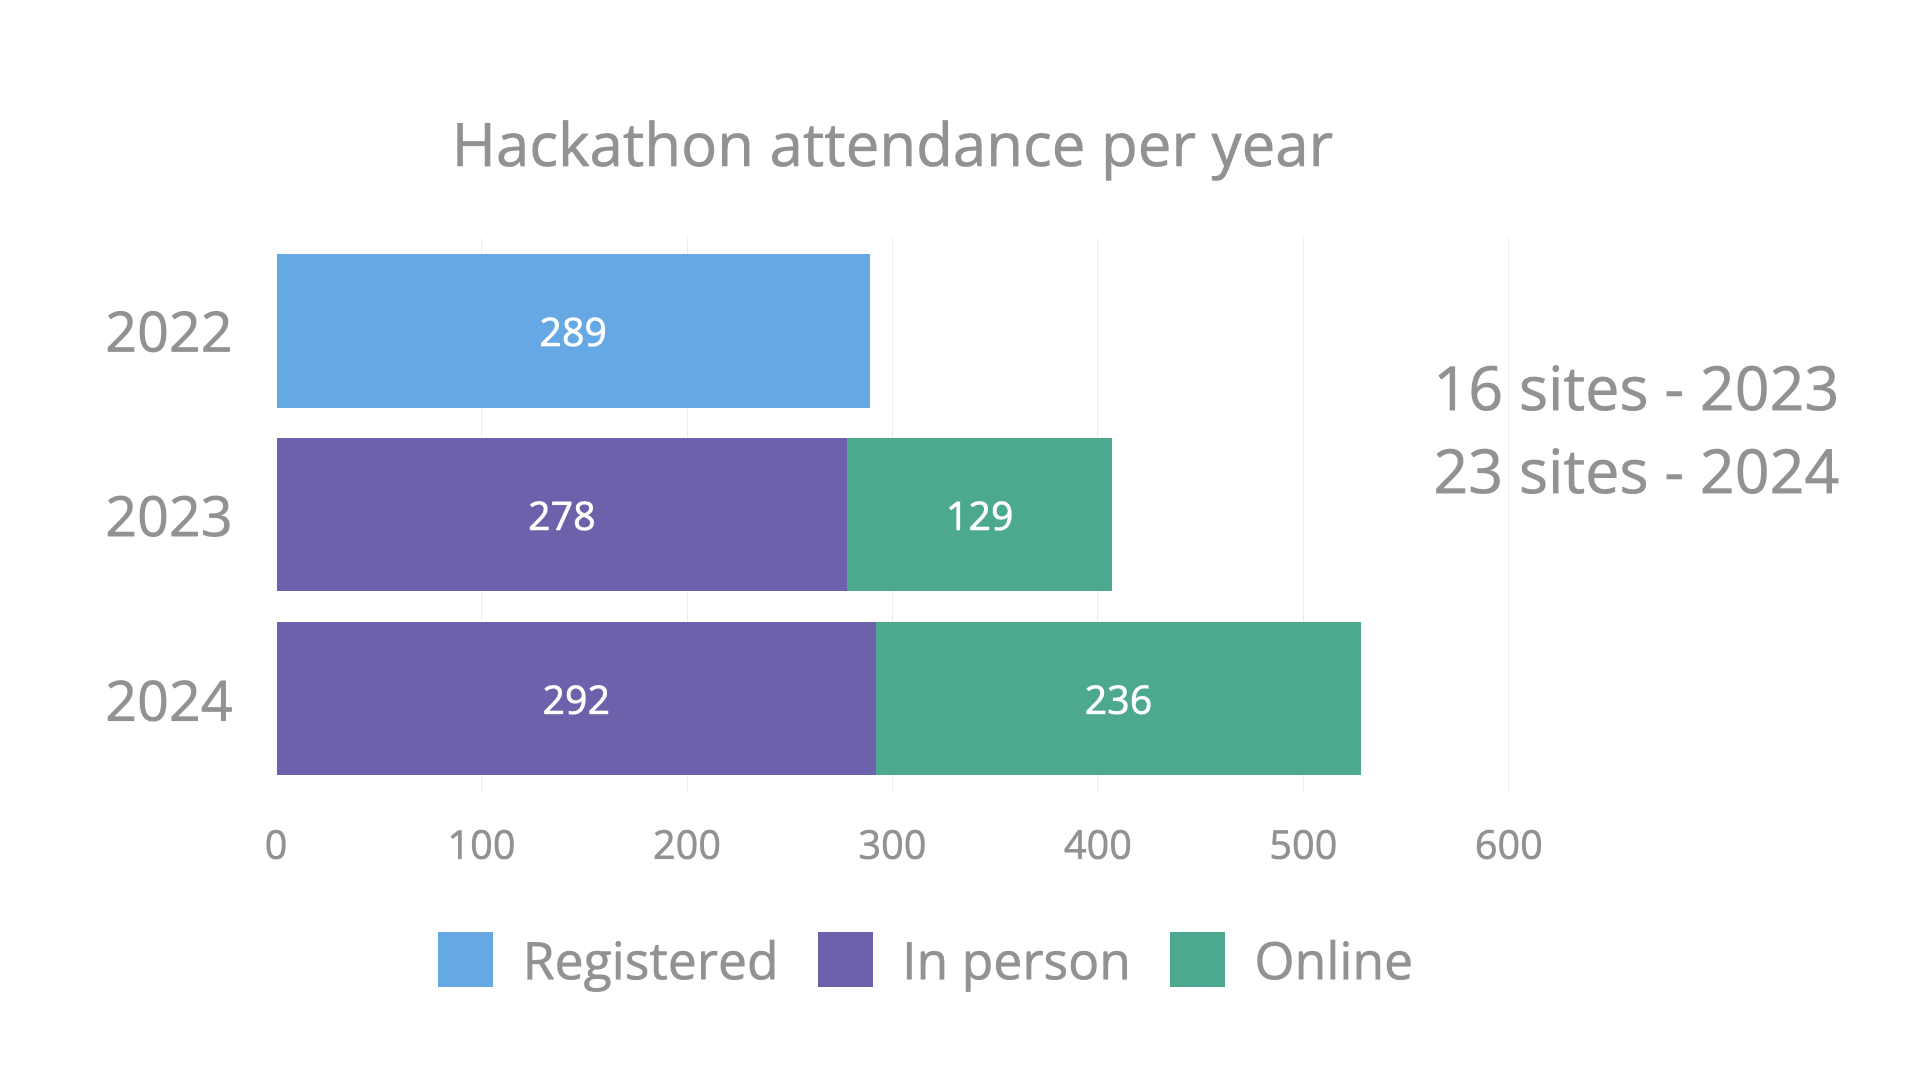 Hackathon attendance per year
2022
289
16 sites - 2023
23 sites - 2024
2023
278
129
2024
292
236
0 100 200 300 400 500 600
Registered In person Online